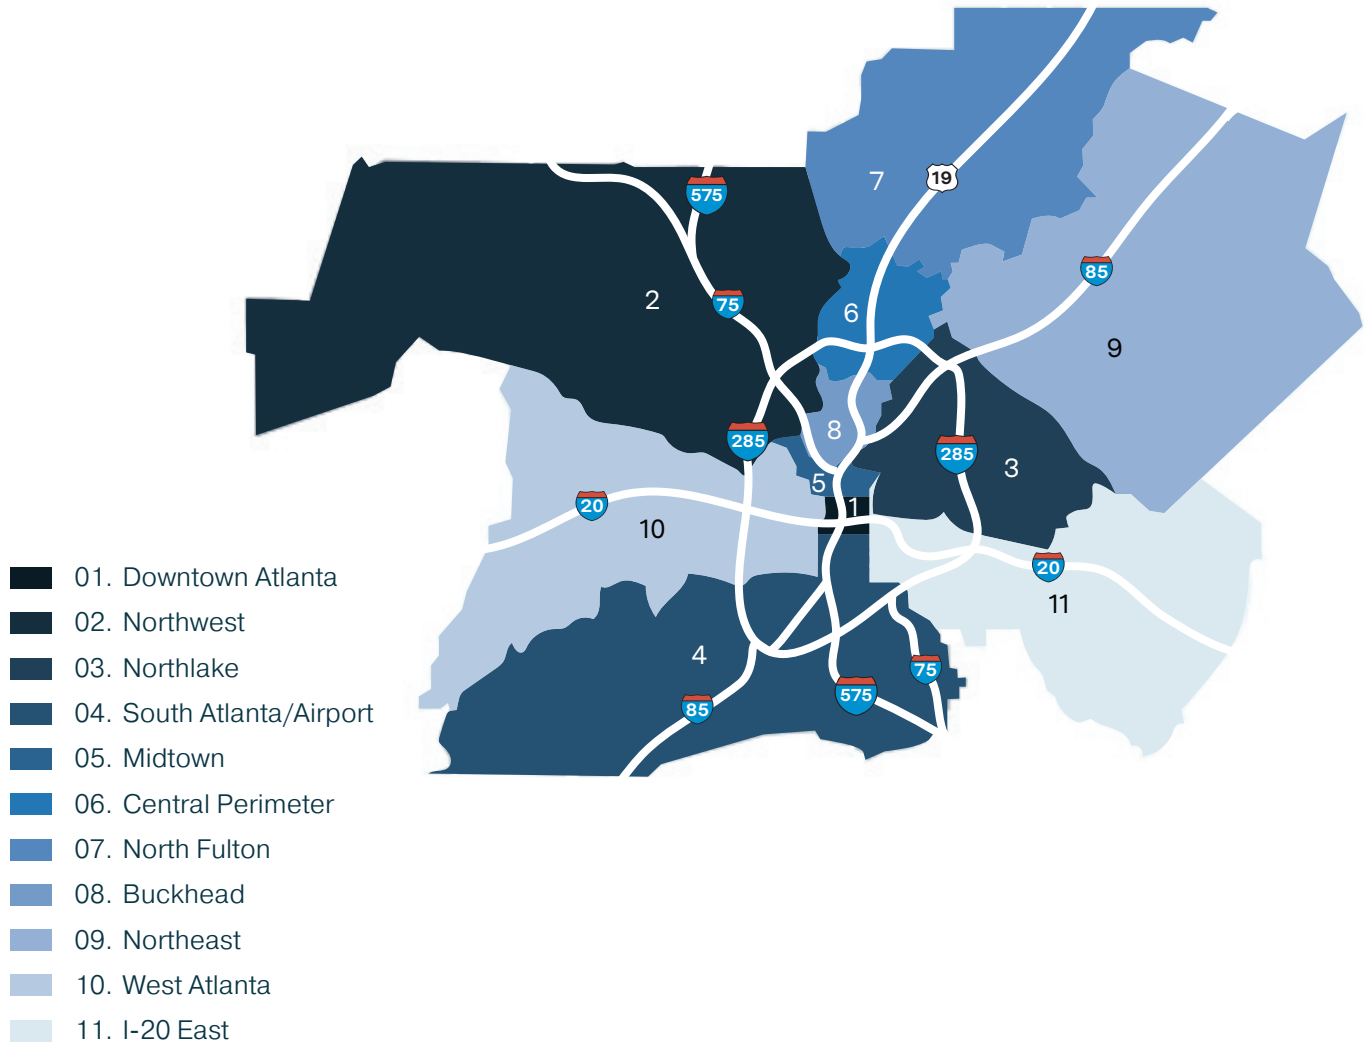 7
19
575
85
2
75
6
9
8
285
285
3
5
20
1
10
20
11
4
75
575
85
01. Downtown Atlanta
02. Northwest
03. Northlake
04. South Atlanta/Airport
05. Midtown
06. Central Perimeter
07. North Fulton
08. Buckhead
09. Northeast
10. West Atlanta
11. I-20 East